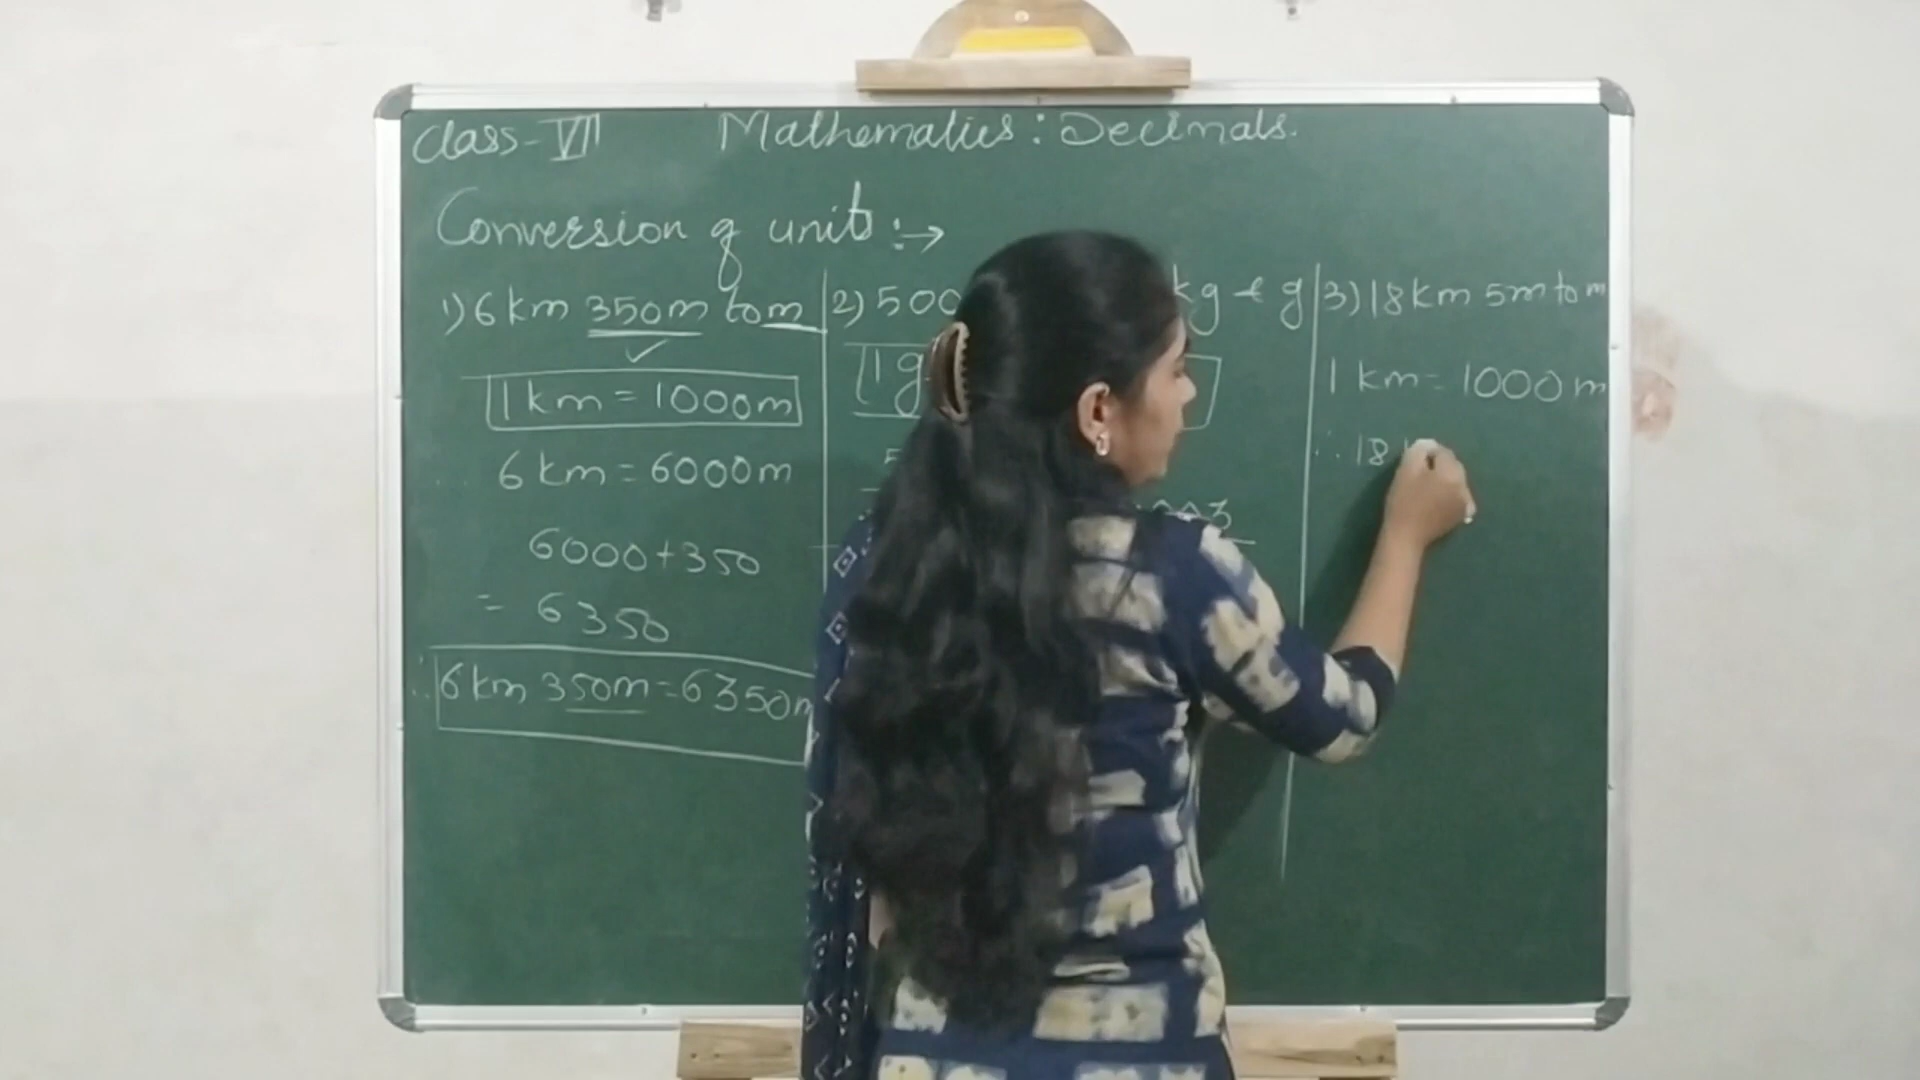 Class-VII Mathematics: Decimals.
Conversion of unit :→
1) 6 km 350m to m
1 km = 1000m
6 km = 6000m
6000+350
= 6350
∴ 6 km 350m = 6350m
2) 500
kg & g
1 g
3) 18 km 5m to m
1 km = 1000 m
∴ 18